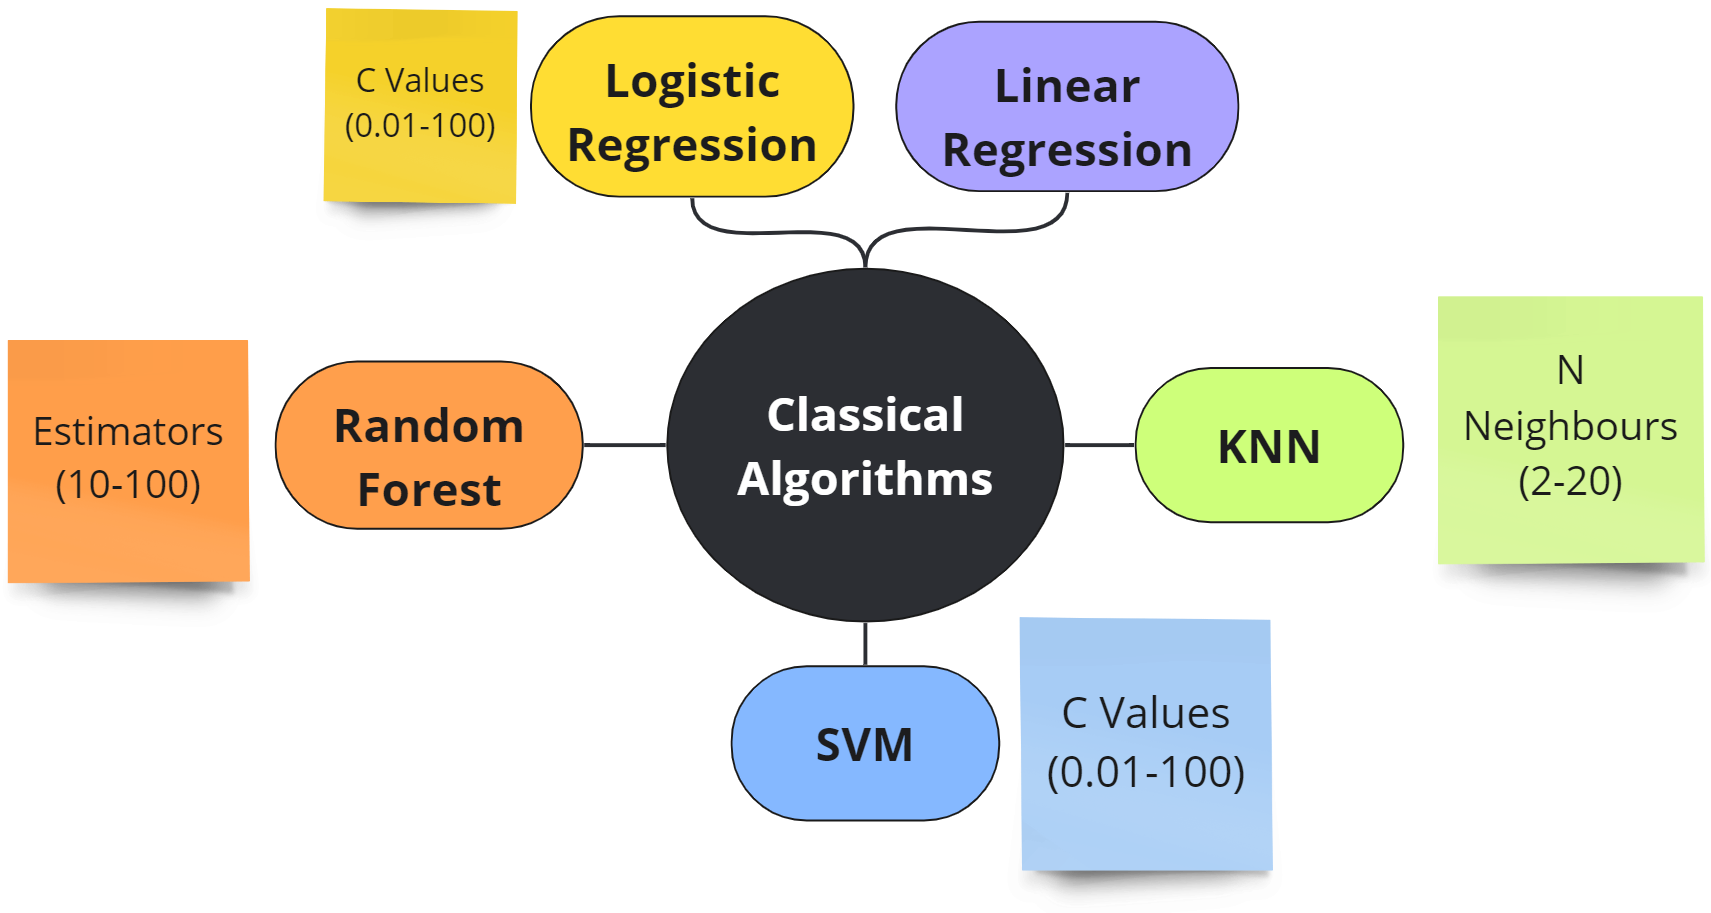 C Values
(0.01-100)
Logistic
Regression
Linear
Regression
Estimators
(10-100)
Random
Forest
Classical
Algorithms
KNN
N
Neighbours
(2-20)
SVM
C Values
(0.01-100)